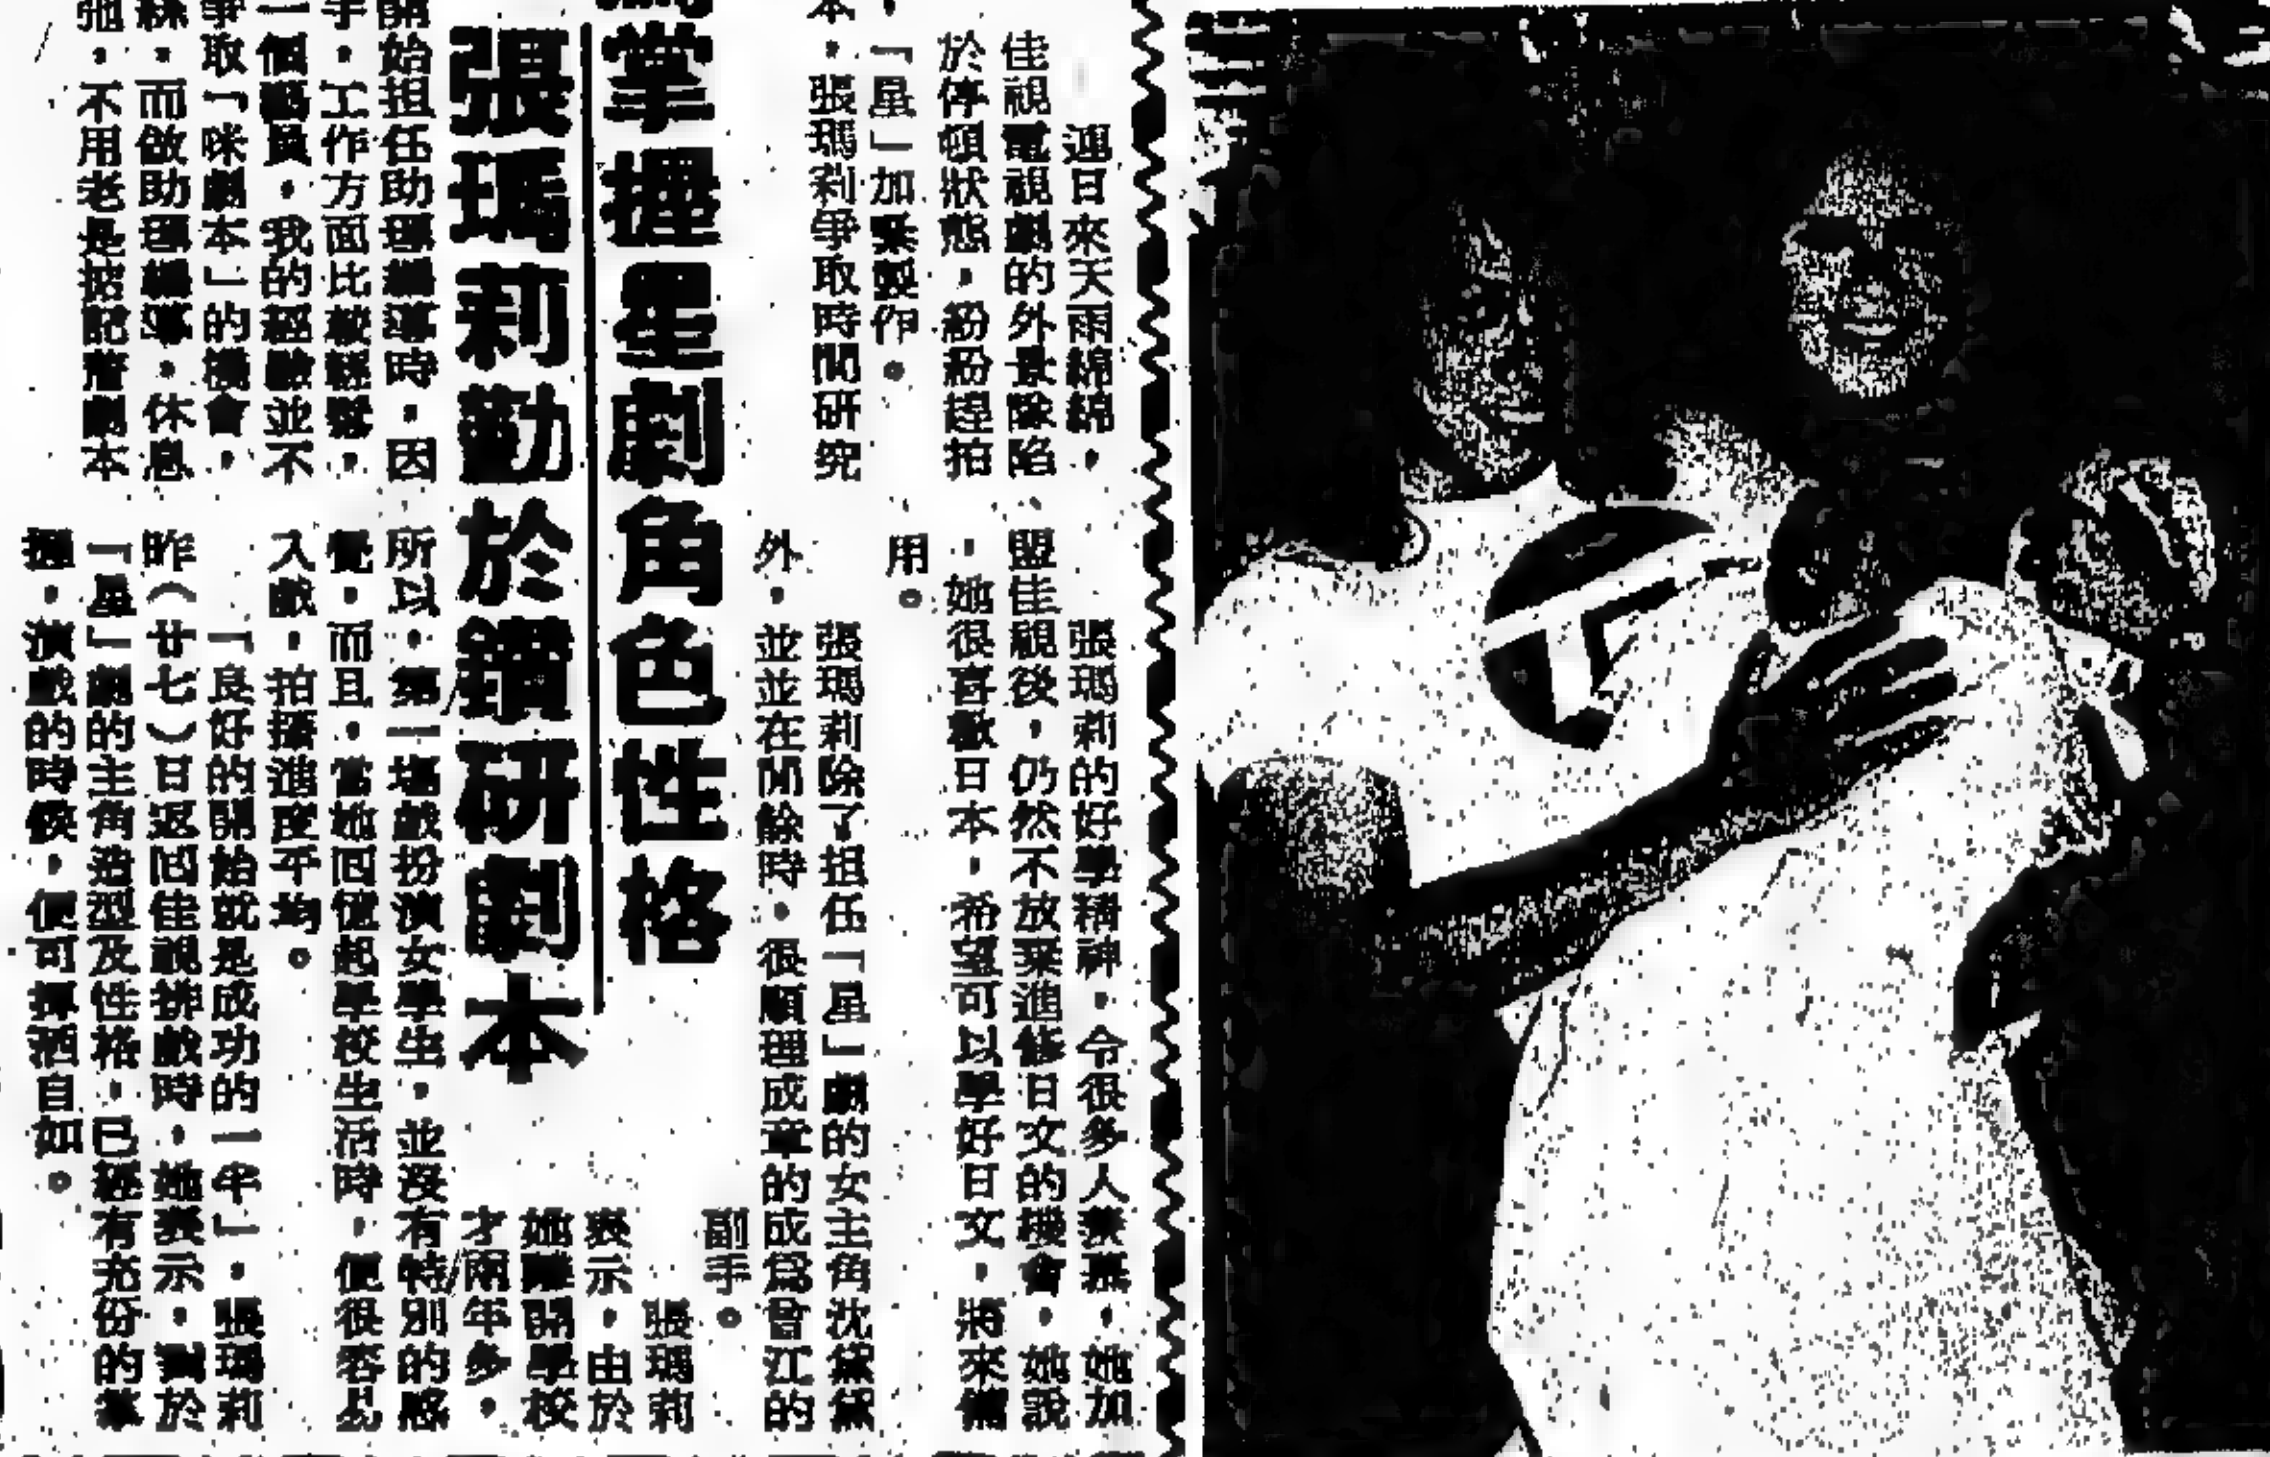 掌握星劇角色性格
張瑪莉勤於鑽研劇本
連日來天雨綿綿，
佳視電視劇的外景隊陷
於停頓狀態，紛紛趕拍
「星」加緊製作。
本，張瑪莉爭取時間研究
開始担任助理編導時，因
手，工作方面比較輕鬆，
一個 員，我的經驗並不
爭取「咪劇本」的機會，
，而做助理編導，休息
弛，不用老是惦記着劇本
張瑪莉的好學精神，令很多人羨慕，她加
盟佳視後，仍然不放棄進修日文的機會，她說
，她很喜歡日本，希望可以學好日文，將來備
用。
張瑪莉除了担任「星」劇的女主角沈黛黛
外，並並在閒餘時，很順理成章的成爲曾江的
副手。
張瑪莉
表示，由於
她離開學校
才兩年多，
所以，第一場戲扮演女學生，並沒有特別的感
覺，而且，當她回憶起學校生活時，便很容易
入戲，拍攝進度平均。
「良好的開始就是成功的一半」，張瑪莉
昨（廿七）日返回佳視排戲時，她表示，對於
「星」劇的主角造型及性格，已經有充份的掌
握，演戲的時候，便可揮洒自如。